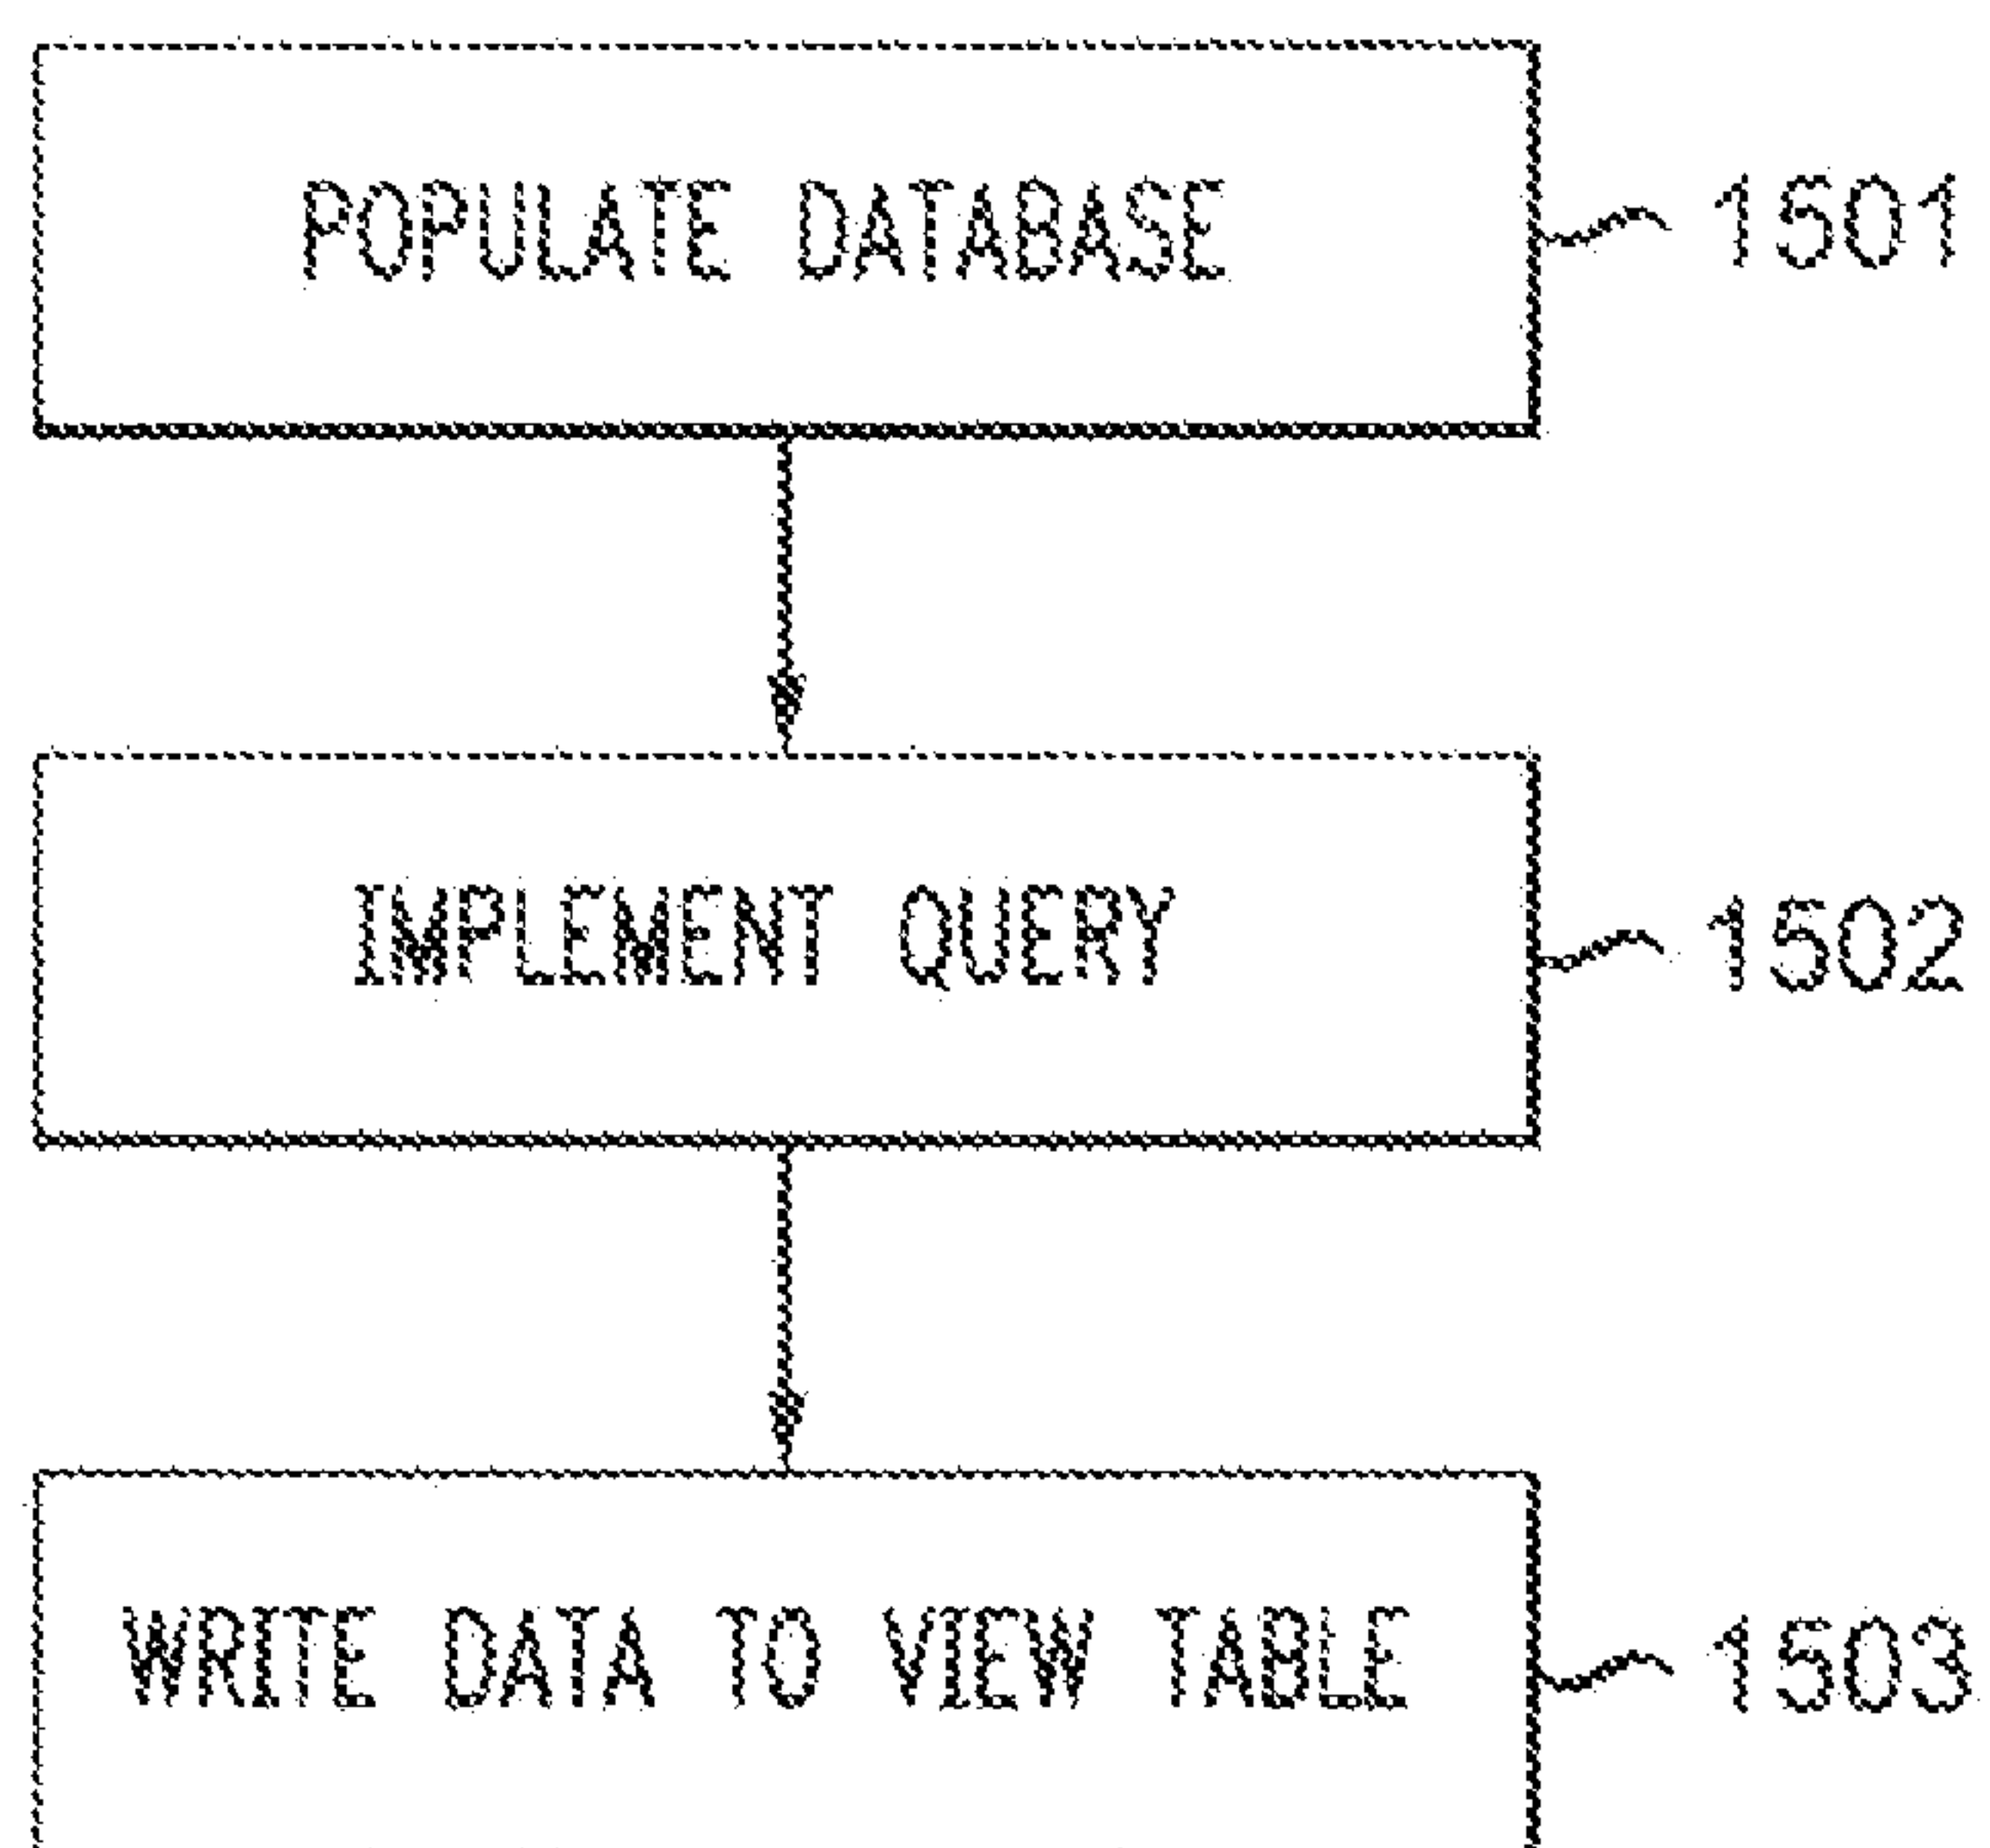 POPULATE DATABASE 1501
IMPLEMENT QUERY 1502
WRITE DATA TO VIEW TABLE 1503